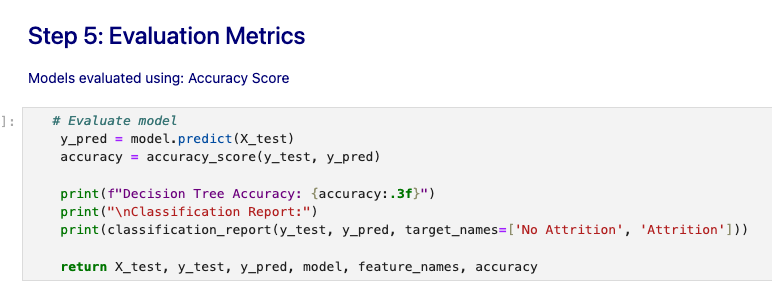 Step 5: Evaluation Metrics
Models evaluated using: Accuracy Score
]:
# Evaluate model
y_pred = model.predict(X_test)
accuracy = accuracy_score(y_test, y_pred)
print(f"Decision Tree Accuracy: {accuracy:.3f}")
print("\nClassification Report:")
print(classification_report(y_test, y_pred, target_names=['No Attrition', 'Attrition']))
return X_test, y_test, y_pred, model, feature_names, accuracy